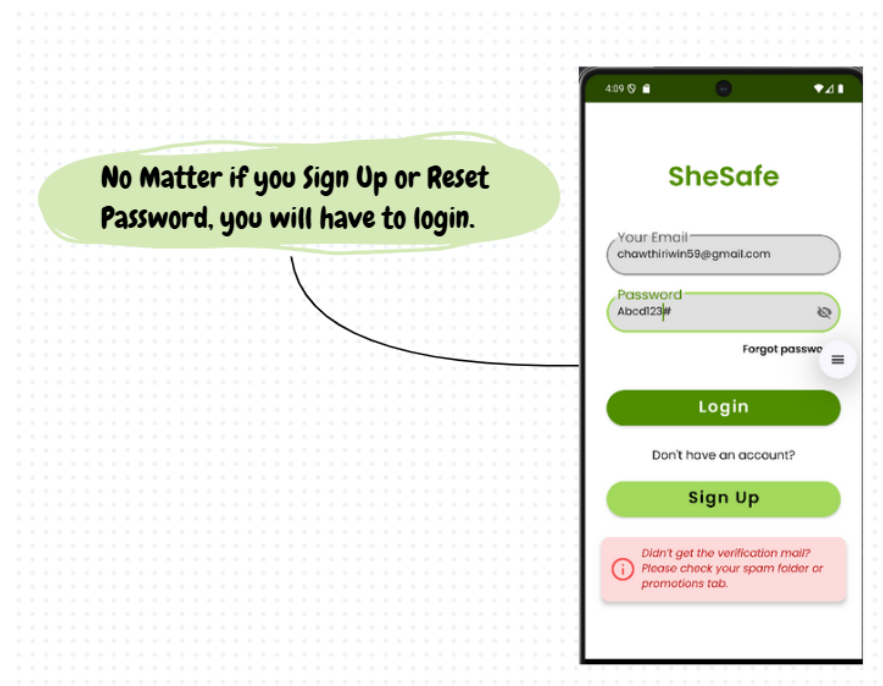 No Matter if you Sign Up or Reset
Password, you will have to login.
4:09
SheSafe
Your Email
chawthiriwin59@gmail.com
Password
Abcd123#
Forgot passwo
Login
Don't have an account?
Sign Up
Didn't get the verification mail?
Please check your spam folder or
promotions tab.